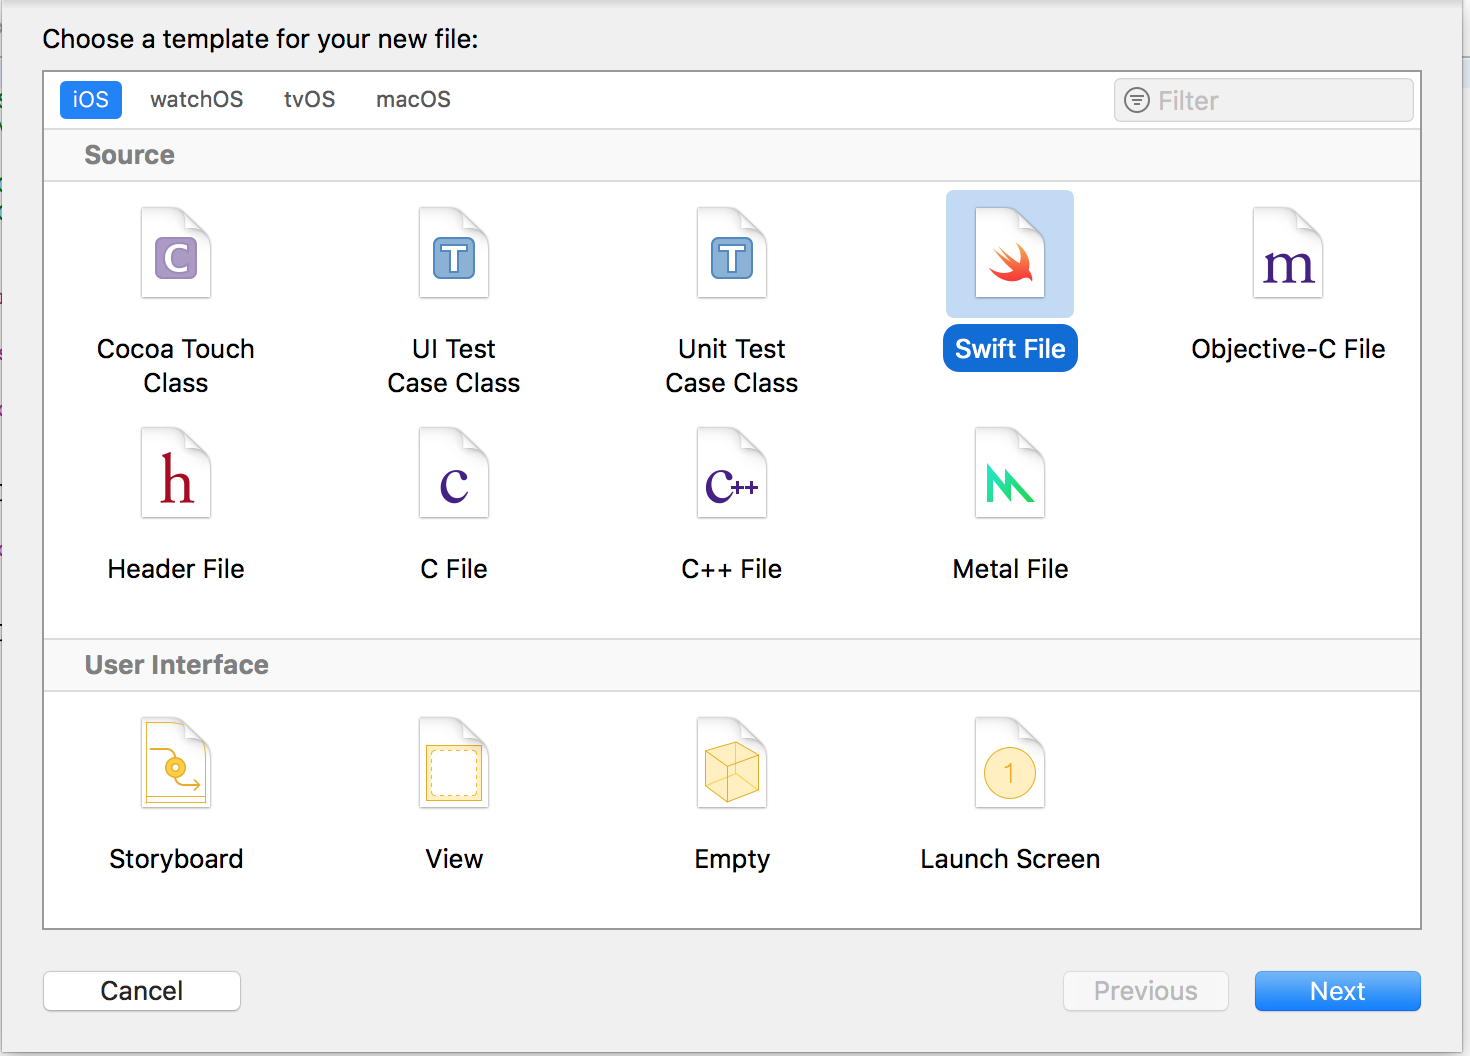 Choose a template for your new file:
iOS watchOS tvOS macOS Filter
Source
C T T m
Cocoa Touch Class
UI Test Case Class
Unit Test Case Class
Swift File
Objective-C File
h c C++
Header File C File C++ File Metal File
User Interface
1
Storyboard View Empty Launch Screen
Cancel Previous Next